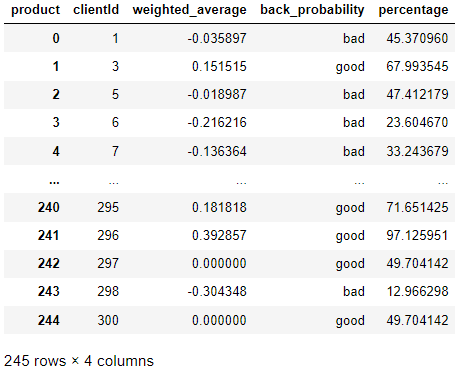 product clientId weighted_average back_probability percentage
0 1 -0.035897 bad 45.370960
1 3 0.151515 good 67.993545
2 5 -0.018987 bad 47.412179
3 6 -0.216216 bad 23.604670
4 7 -0.136364 bad 33.243679
... ... ... ... ...
240 295 0.181818 good 71.651425
241 296 0.392857 good 97.125951
242 297 0.000000 good 49.704142
243 298 -0.304348 bad 12.966298
244 300 0.000000 good 49.704142
245 rows × 4 columns